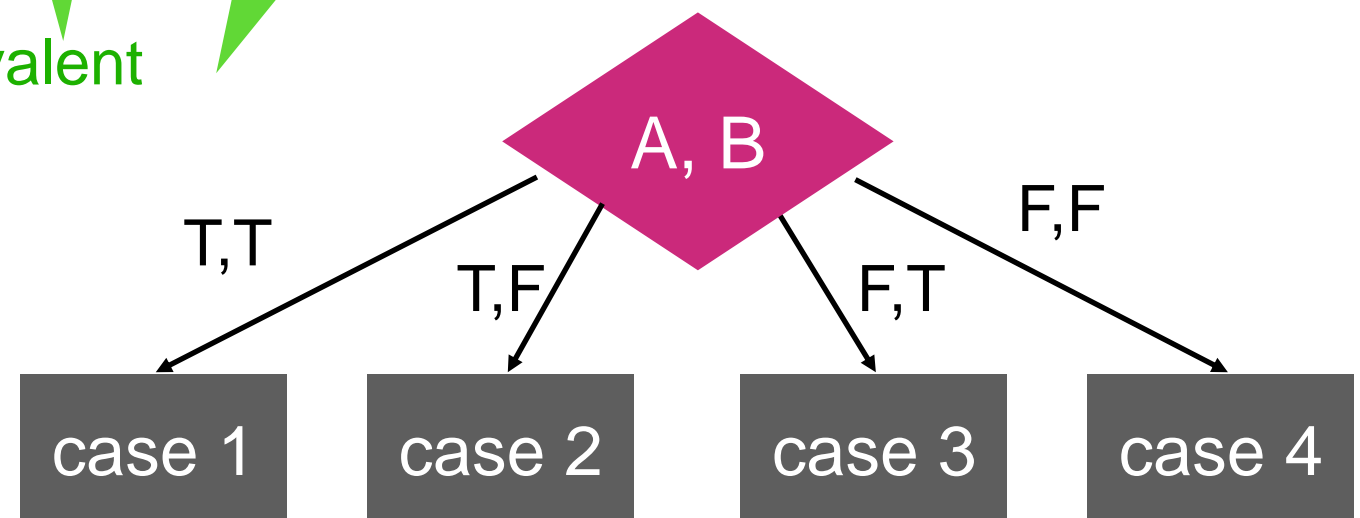 valent
A, B
T,T
T,F
F,T
F,F
case 1
case 2
case 3
case 4